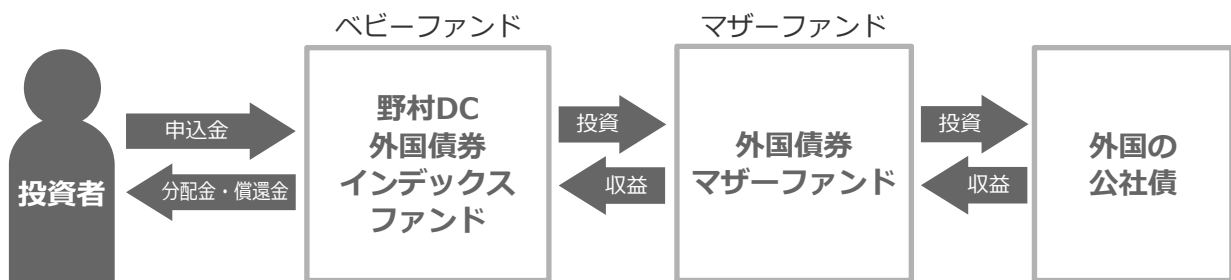 ベビーファンド
マザーファンド
投資者
申込金
分配金・償還金
野村DC
外国債券
インデックス
ファンド
投資
収益
外国債券
マザーファンド
投資
収益
外国の
公社債